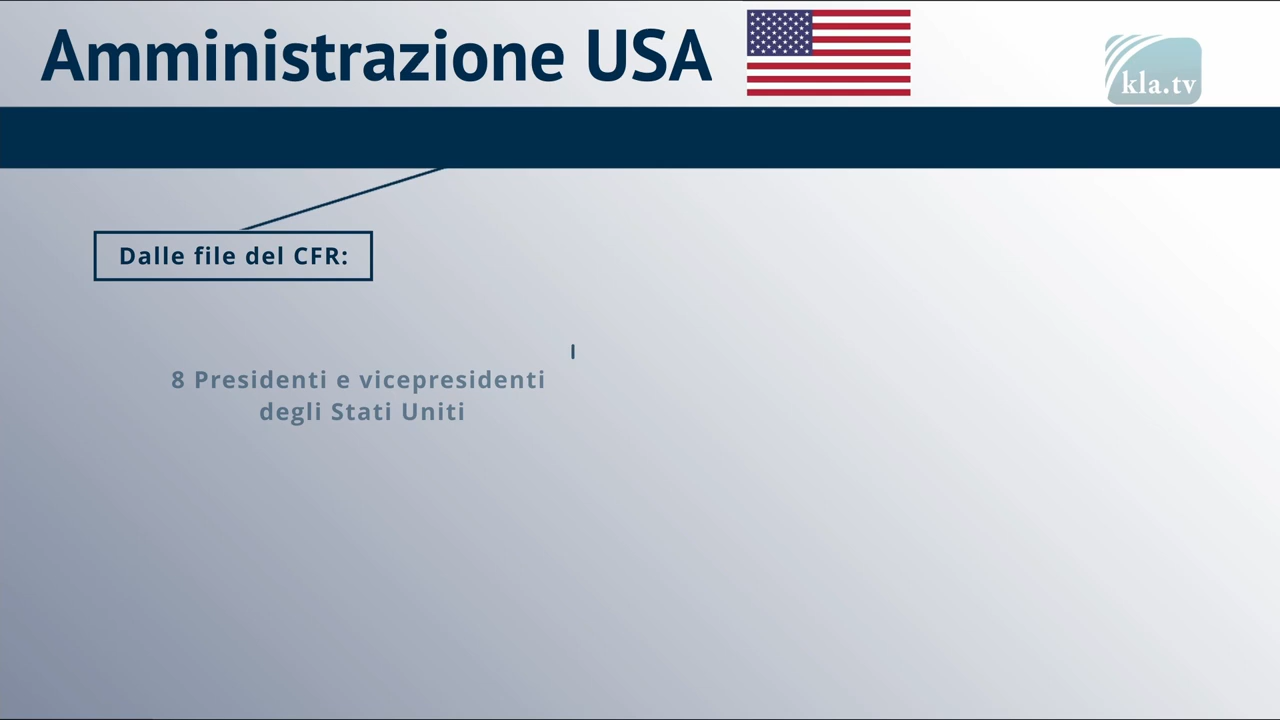 Amministrazione USA
kla.tv
Dalle file del CFR:
8 Presidenti e vicepresidenti
degli Stati Uniti